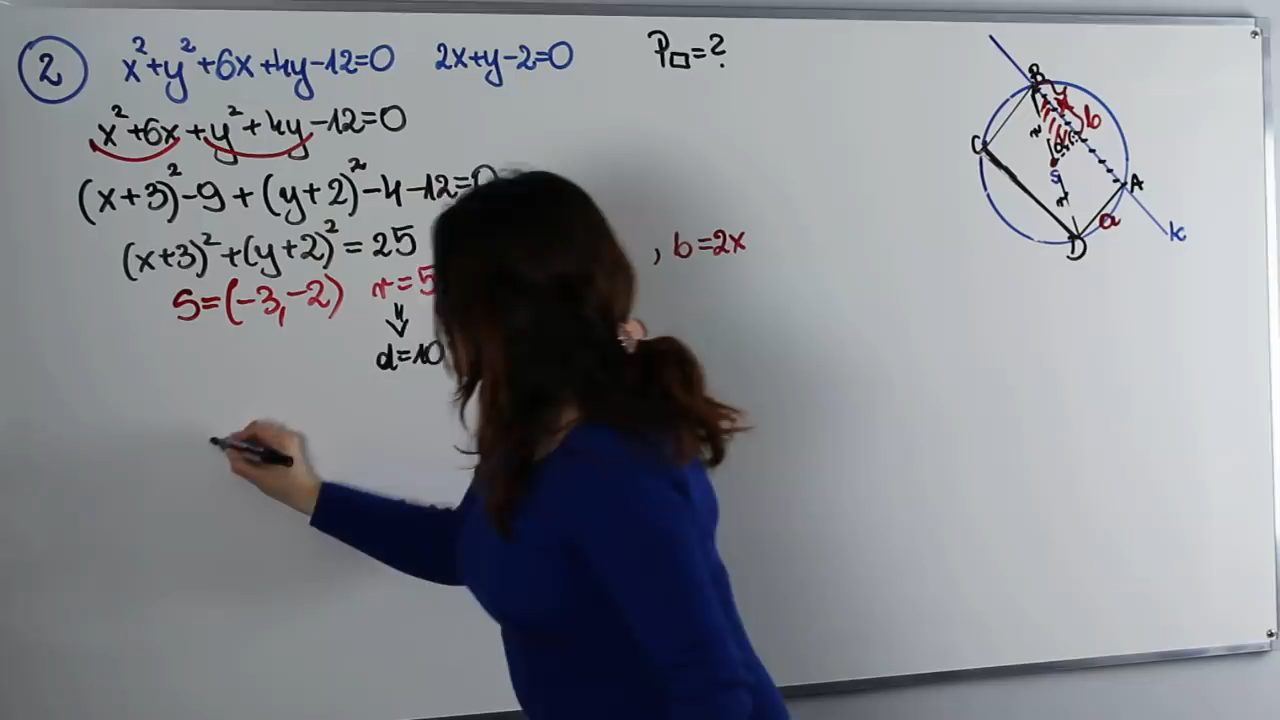 2 x²+y²+6x+4y-12=0 2x+y-2=0 P□=?
x²+6x+y²+4y-12=0
(x+3)²-9+(y+2)²-4-12=0
(x+3)²+(y+2)²=25
, b=2x
S=(-3,-2) r=5
d=10
B
x
b
C
r
d
S
A
r
a
D
k